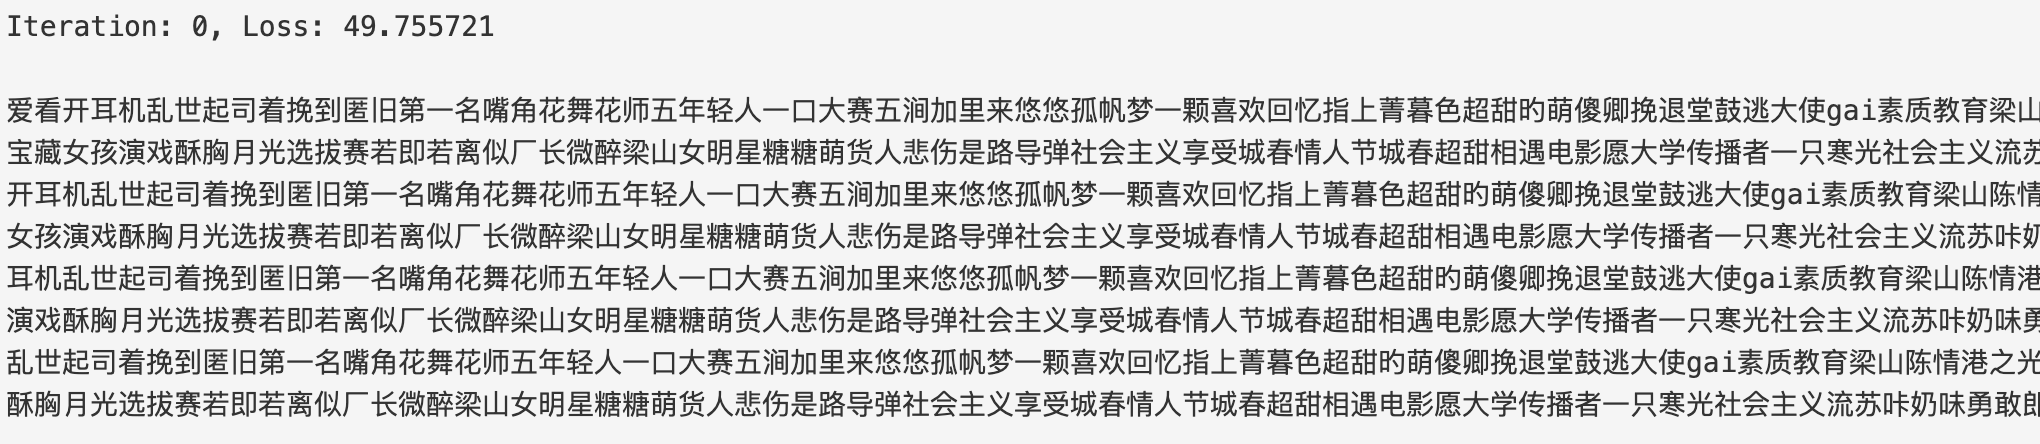 Iteration: 0, Loss: 49.755721
爱看开耳机乱世起司着挽到匿旧第一名嘴角花舞花师五年轻人一口大赛五涧加里来悠悠孤帆梦一颗喜欢回忆指上菁暮色超甜旳萌傻卿挽退堂鼓逃大使gai素质教育梁山
宝藏女孩演戏酥胸月光选拔赛若即若离似厂长微醉梁山女明星糖糖萌货人悲伤是路导弹社会主义享受城春情人节城春超甜相遇电影愿大学传播者一只寒光社会主义流苏
开耳机乱世起司着挽到匿旧第一名嘴角花舞花师五年轻人一口大赛五涧加里来悠悠孤帆梦一颗喜欢回忆指上菁暮色超甜旳萌傻卿挽退堂鼓逃大使gai素质教育梁山陈情
女孩演戏酥胸月光选拔赛若即若离似厂长微醉梁山女明星糖糖萌货人悲伤是路导弹社会主义享受城春情人节城春超甜相遇电影愿大学传播者一只寒光社会主义流苏咔奶
耳机乱世起司着挽到匿旧第一名嘴角花舞花师五年轻人一口大赛五涧加里来悠悠孤帆梦一颗喜欢回忆指上菁暮色超甜旳萌傻卿挽退堂鼓逃大使gai素质教育梁山陈情港
演戏酥胸月光选拔赛若即若离似厂长微醉梁山女明星糖糖萌货人悲伤是路导弹社会主义享受城春情人节城春超甜相遇电影愿大学传播者一只寒光社会主义流苏咔奶味勇
乱世起司着挽到匿旧第一名嘴角花舞花师五年轻人一口大赛五涧加里来悠悠孤帆梦一颗喜欢回忆指上菁暮色超甜旳萌傻卿挽退堂鼓逃大使gai素质教育梁山陈情港之光
酥胸月光选拔赛若即若离似厂长微醉梁山女明星糖糖萌货人悲伤是路导弹社会主义享受城春情人节城春超甜相遇电影愿大学传播者一只寒光社会主义流苏咔奶味勇敢郎